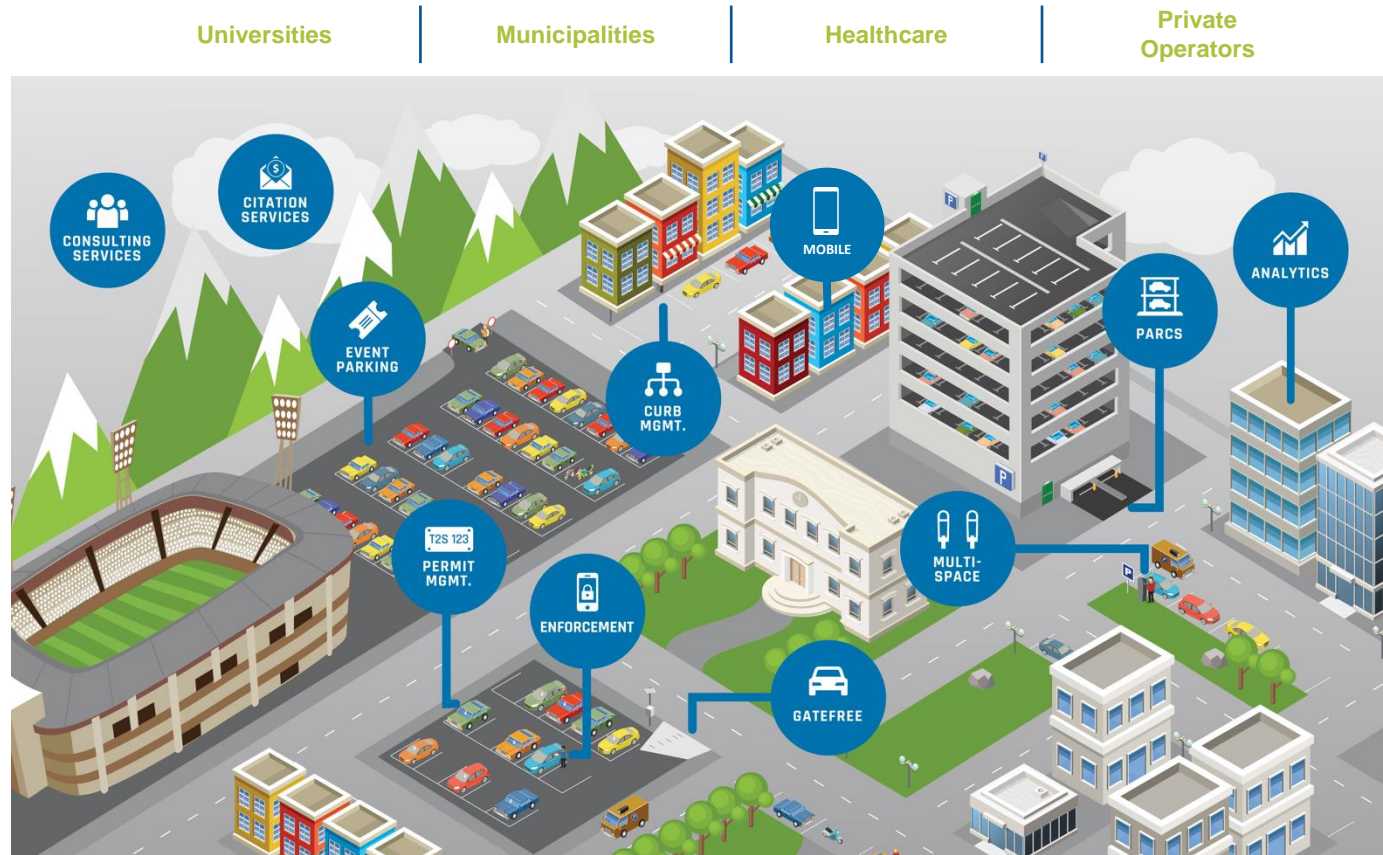 Universities
Municipalities
Healthcare
Private
Operators
CONSULTING
SERVICES
$
CITATION
SERVICES
EVENT
PARKING
CURB
MGMT.
MOBILE
P
PARCS
ANALYTICS
T2S 123
PERMIT
MGMT.
ENFORCEMENT
MULTI-
SPACE
P
P
GATEFREE